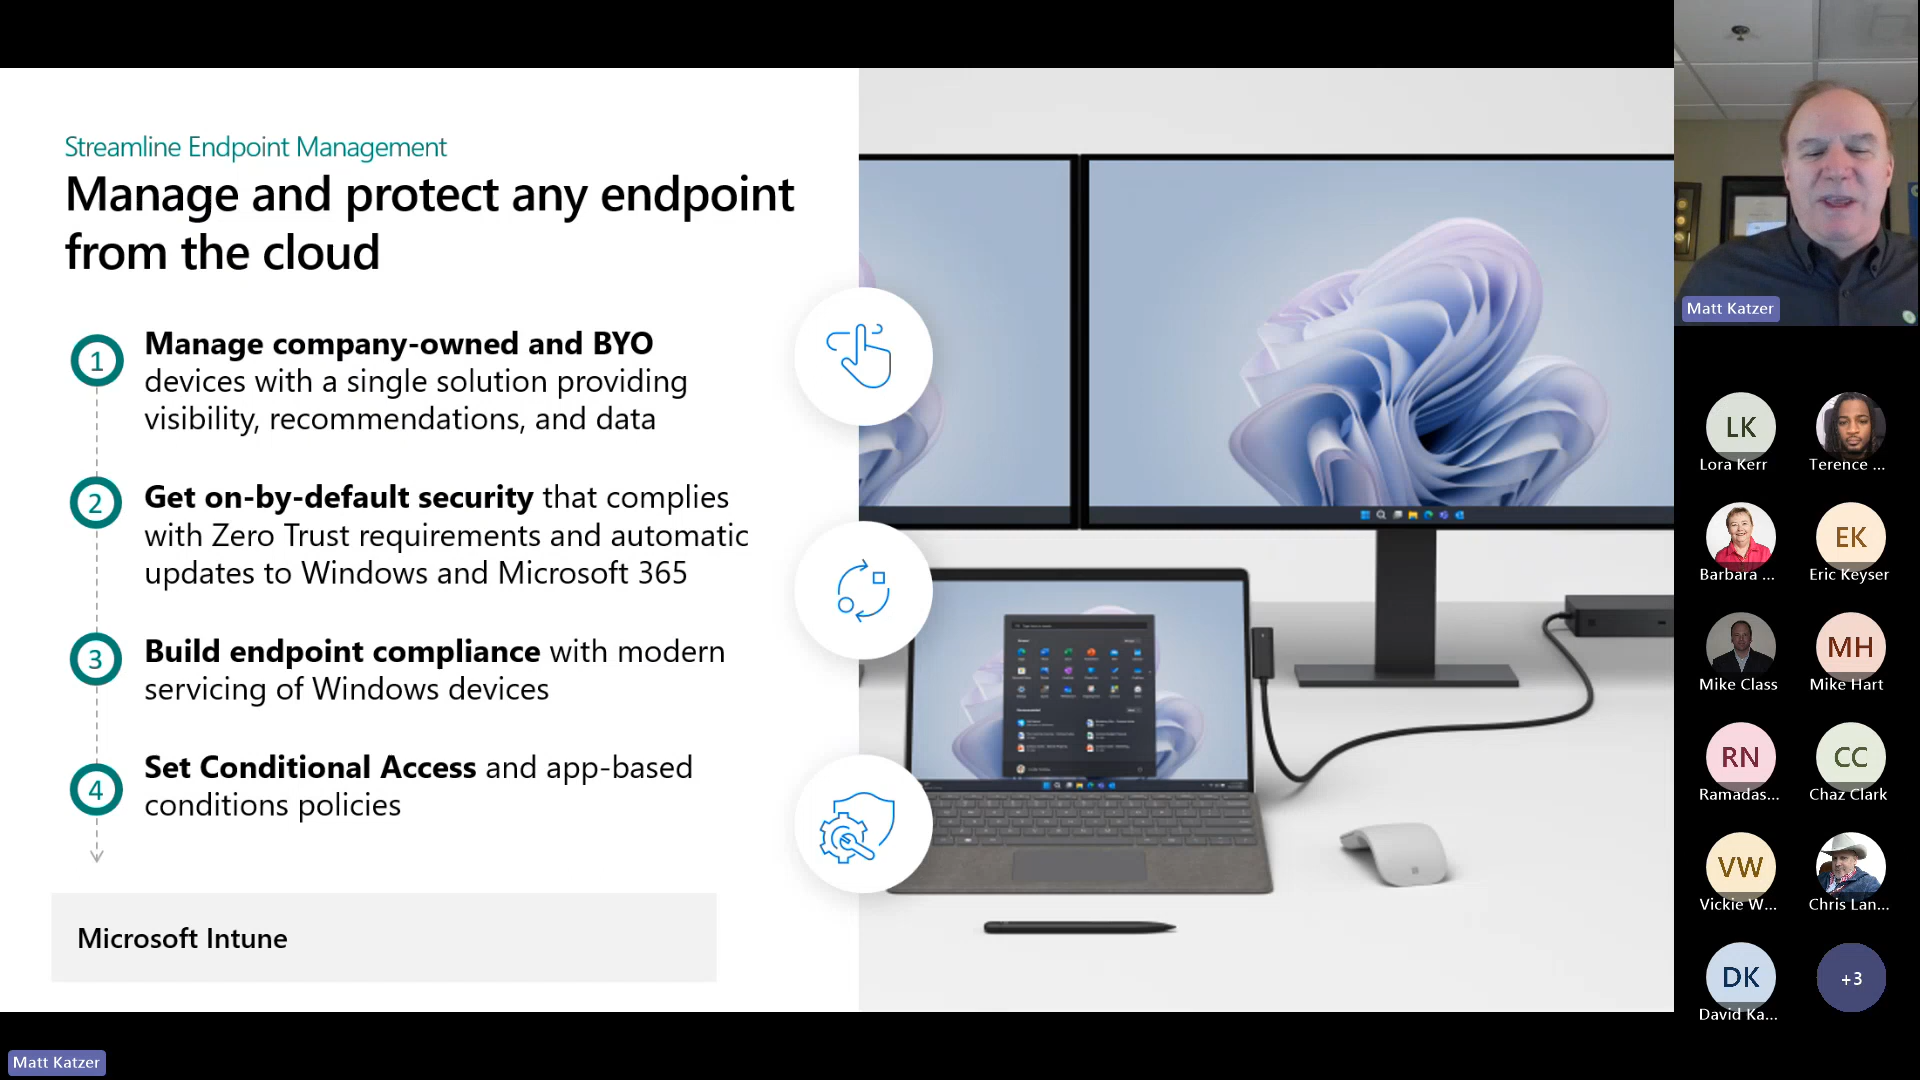 Streamline Endpoint Management
Manage and protect any endpoint
from the cloud
1
Manage company-owned and BYO
devices with a single solution providing
visibility, recommendations, and data
2
Get on-by-default security that complies
with Zero Trust requirements and automatic
updates to Windows and Microsoft 365
3
Build endpoint compliance with modern
servicing of Windows devices
4
Set Conditional Access and app-based
conditions policies
Microsoft Intune
Matt Katzer
Matt Katzer
LK
Lora Kerr
Terence ...
Barbara ...
EK
Eric Keyser
Mike Class
MH
Mike Hart
RN
Ramadas...
CC
Chaz Clark
VW
Vickie W...
Chris Lan...
DK
David Ka...
+3